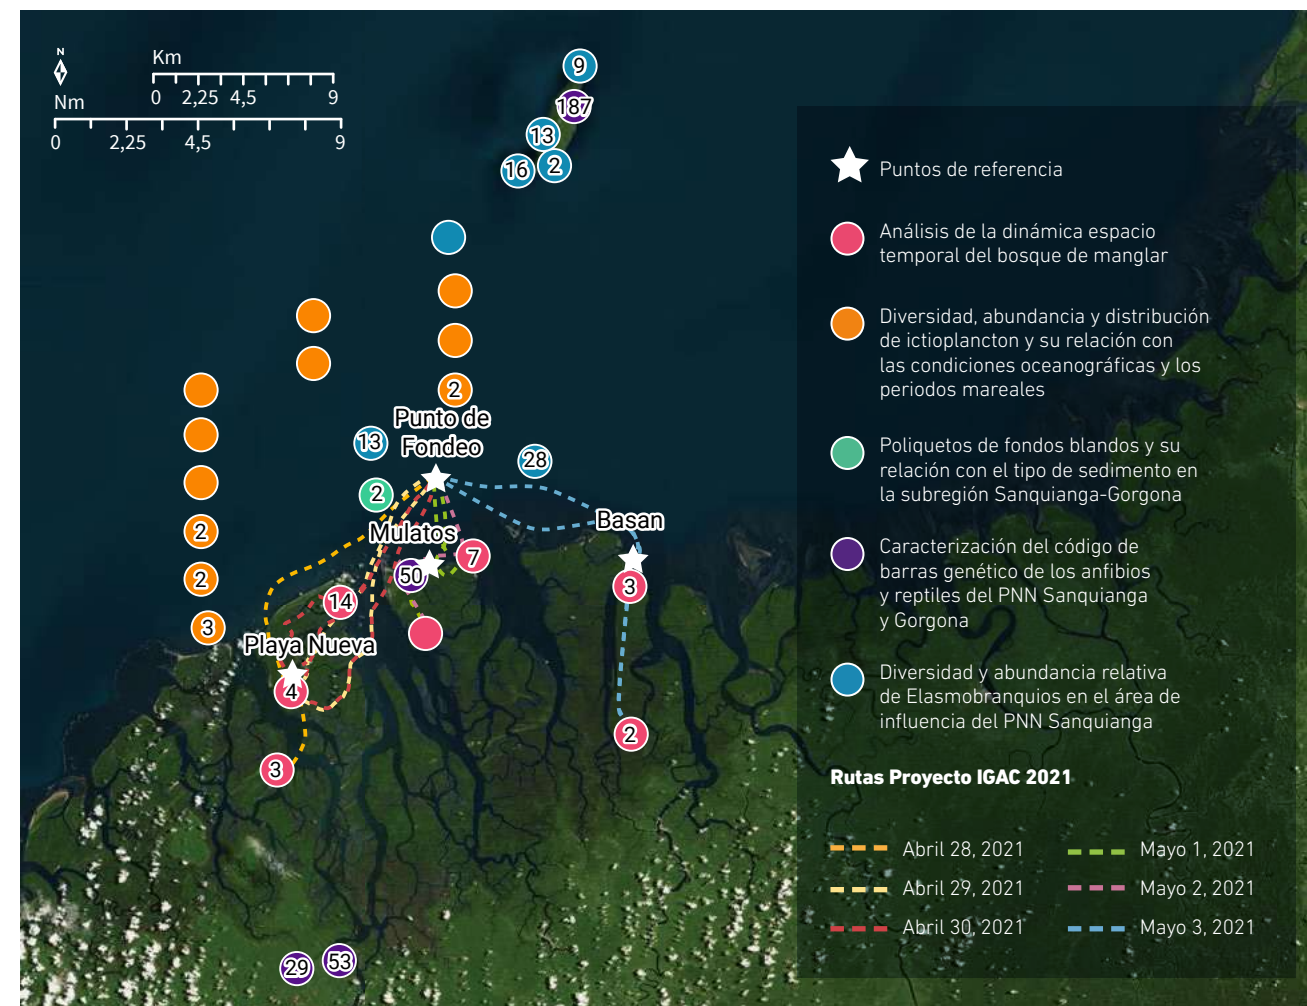 N
Km
0 2,25 4,5 9
Nm
0 2,25 4,5 9
9
187
13
16
2
2
Punto de
Fondeo
13
28
2
Mulatos
Basan
7
50
3
2
2
3
14
Playa Nueva
4
3
2
29
53
Puntos de referencia
Análisis de la dinámica espacio
temporal del bosque de manglar
Diversidad, abundancia y distribución
de ictioplancton y su relación con
las condiciones oceanográficas y los
periodos mareales
Poliquetos de fondos blandos y su
relación con el tipo de sedimento en
la subregión Sanquianga-Gorgona
Caracterización del código de
barras genético de los anfibios
y reptiles del PNN Sanquianga
y Gorgona
Diversidad y abundancia relativa
de Elasmobranquios en el área de
influencia del PNN Sanquianga
Rutas Proyecto IGAC 2021
Abril 28, 2021
Abril 29, 2021
Abril 30, 2021
Mayo 1, 2021
Mayo 2, 2021
Mayo 3, 2021